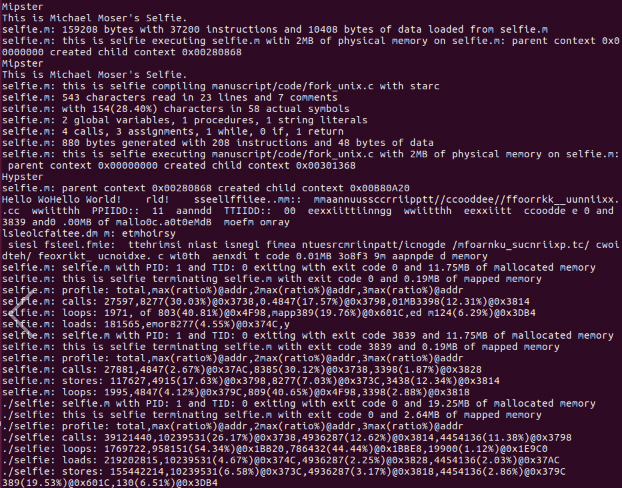 Mipster
This is Michael Moser's Selfie.
selfie.m: 159208 bytes with 37200 instructions and 10408 bytes of data loaded from selfie.m
selfie.m: this is selfie executing selfie.m with 2MB of physical memory on selfie.m: parent context 0x0
0000000 created child context 0x00280868
Mipster
This is Michael Moser's Selfie.
selfie.m: this is selfie compiling manuscript/code/fork_unix.c with starc
selfie.m: 543 characters read in 23 lines and 7 comments
selfie.m: with 154(28.40%) characters in 58 actual symbols
selfie.m: 2 global variables, 1 procedures, 1 string literals
selfie.m: 4 calls, 3 assignments, 1 while, 0 if, 1 return
selfie.m: 880 bytes generated with 208 instructions and 48 bytes of data
selfie.m: this is selfie executing manuscript/code/fork_unix.c with 2MB of physical memory on selfie.m:
 parent context 0x00000000 created child context 0x00301368
Hypster
selfie.m: parent context 0x00280868 created child context 0x00B80A20
Hello WoHello World!    rld!   sseellffiiee..mm::  mmaannuussccrriipptt//ccooddee//ffoorrkk__uunniixx..
.cc  wwiitthh  PPIIDD::  11  aanndd  TTIIDD::  00  eexxiittiinngg  wwiitthh  eexxiitt  ccoodde e 0 and
3839 and0 .00MB of mallo0c.a0t0eMdB  moefm omray
lsleolcfaitee.dm m: etmhoirsy
 siesl fsieel.fmie:  ttehrimsi niast isnegl fimea ntuesrcmriinpatt/icnogde /mfoarnku_sucnriixp.tc/ cwoi
dteh/ feoxrikt_ ucnoidxe. c wi0th  aenxdi t code 0.01MB 3o8f3 9m aapnpde d memory
selfie.m: selfie.m with PID: 1 and TID: 0 exiting with exit code 0 and 11.75MB of mallocated memory
selfie.m: this is selfie terminating selfie.m with exit code 0 and 0.19MB of mapped memory
selfie.m: profile: total,max(ratio%)@addr,2max(ratio%)@addr,3max(ratio%)@addr
selfie.m: calls: 27597,8277(30.03%)@0x3738,0.4847(17.57%)@0x3798,01MB3398(12.31%)@0x3814
selfie.m: loops: 1971, of 803(40.81%)@0x4F98,mapp389(19.76%)@0x601C,ed m124(6.29%)@0x3DB4
selfie.m: loads: 181565,emor8277(4.55%)@0x374C,y
selfie.m: selfie.m with PID: 1 and TID: 0 exiting with exit code 3839 and 11.75MB of mallocated memory
selfie.m: this is selfie terminating selfie.m with exit code 3839 and 0.19MB of mapped memory
selfie.m: profile: total,max(ratio%)@addr,2max(ratio%)@addr,3max(ratio%)@addr
selfie.m: calls: 27881,4847(2.67%)@0x37AC,8385(30.12%)@0x3738,3398(1.87%)@0x3828
selfie.m: stores: 117627,4915(17.63%)@0x3798,8277(7.03%)@0x373C,3438(12.34%)@0x3814
selfie.m: loops: 1995,4847(4.12%)@0x379C,809(40.65%)@0x4F98,3398(2.88%)@0x3818
./selfie: selfie.m with PID: 1 and TID: 0 exiting with exit code 0 and 19.25MB of mallocated memory
./selfie: this is selfie terminating selfie.m with exit code 0 and 2.64MB of mapped memory
./selfie: profile: total,max(ratio%)@addr,2max(ratio%)@addr,3max(ratio%)@addr
./selfie: calls: 39121440,10239531(26.17%)@0x3738,4936287(12.62%)@0x3814,4454136(11.38%)@0x3798
./selfie: loops: 1769722,958151(54.34%)@0x1BB20,786432(44.44%)@0x1BBE8,19900(1.12%)@0x1E9C0
./selfie: loads: 219202815,10239531(4.67%)@0x374C,4936287(2.25%)@0x3828,4454136(2.03%)@0x37AC
./selfie: stores: 155442214,10239531(6.58%)@0x373C,4936287(3.17%)@0x3818,4454136(2.86%)@0x379C
389(19.53%)@0x601C,130(6.51%)@0x3DB4